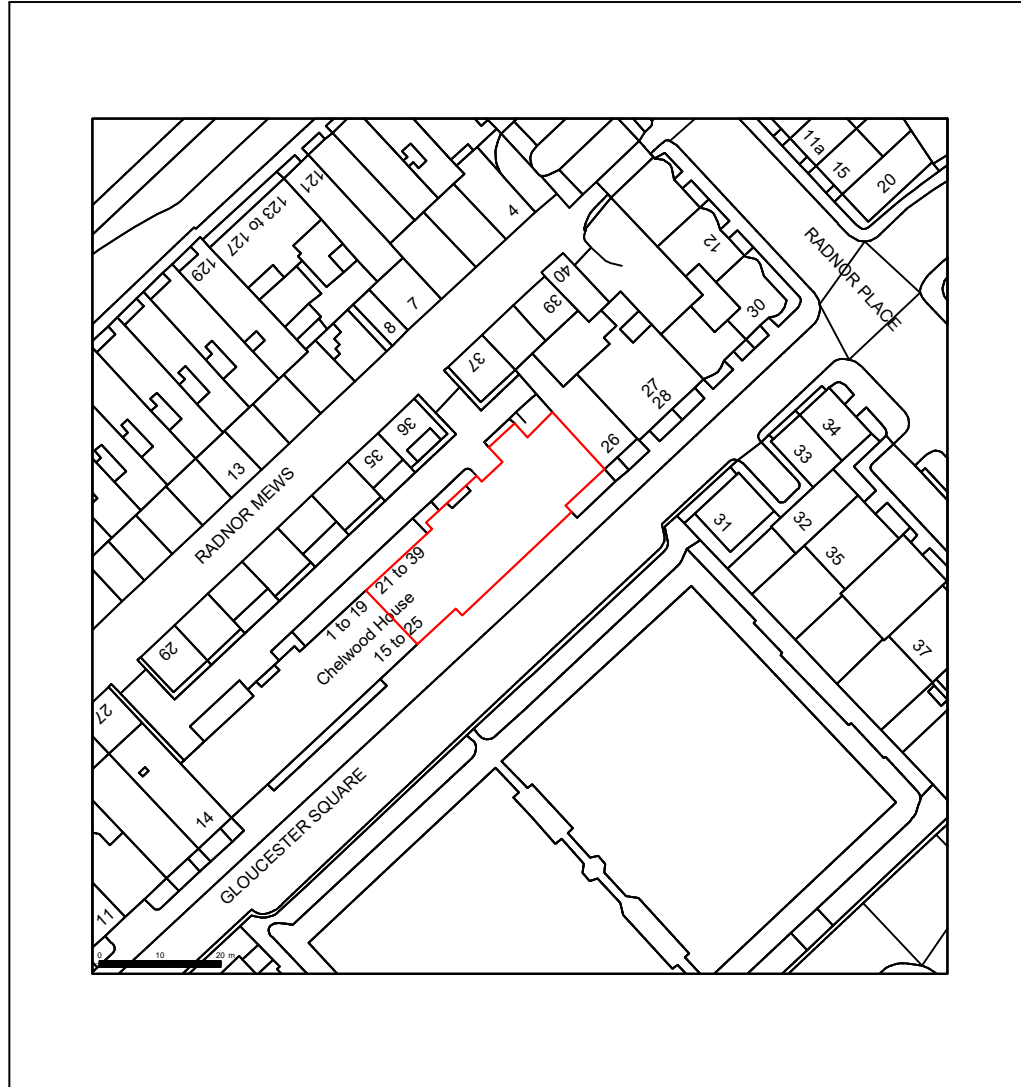 11a
15
20
121
123 to 127
129
4
7
8
12
RADNOR PLACE
30
40
39
37
27
28
26
34
33
31
32
35
37
36
35
13
RADNOR MEWS
21 to 39
1 to 19
Chelwood House
15 to 25
29
27
14
11
GLOUCESTER SQUARE
0 10 20 m